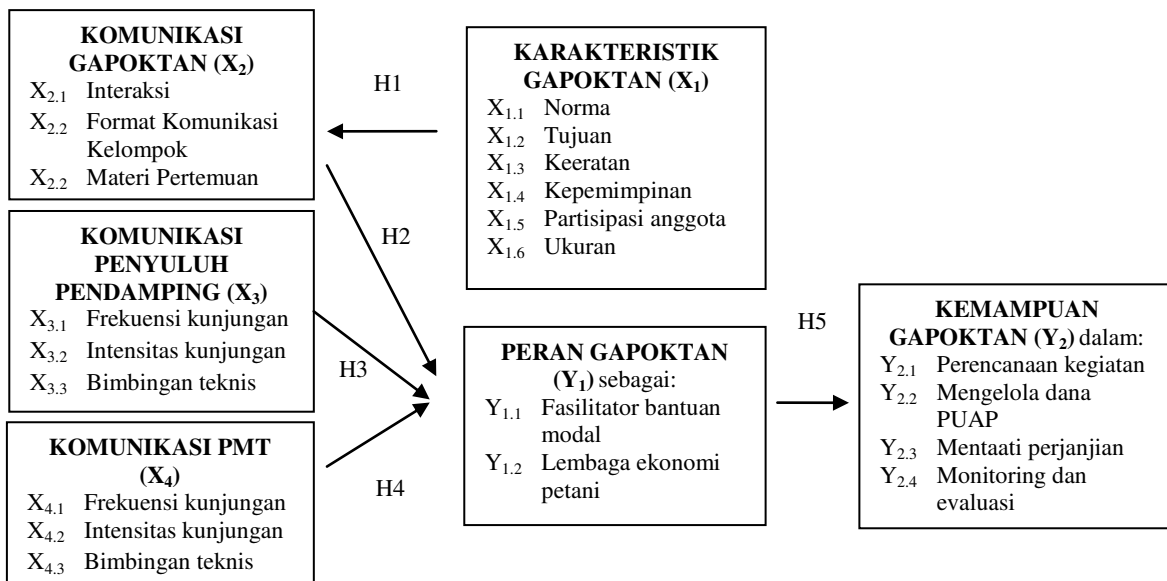 KOMUNIKASI
GAPOKTAN (X₂)
X₂.₁ Interaksi
X₂.₂ Format Komunikasi
Kelompok
X₂.₂ Materi Pertemuan
H1
KARAKTERISTIK
GAPOKTAN (X₁)
X₁.₁ Norma
X₁.₂ Tujuan
X₁.₃ Keeratan
X₁.₄ Kepemimpinan
X₁.₅ Partisipasi anggota
X₁.₆ Ukuran
H2
KOMUNIKASI
PENYULUH
PENDAMPING (X₃)
X₃.₁ Frekuensi kunjungan
X₃.₂ Intensitas kunjungan
X₃.₃ Bimbingan teknis
H3
KOMUNIKASI PMT
(X₄)
X₄.₁ Frekuensi kunjungan
X₄.₂ Intensitas kunjungan
X₄.₃ Bimbingan teknis
H4
PERAN GAPOKTAN
(Y₁) sebagai:
Y₁.₁ Fasilitator bantuan
modal
Y₁.₂ Lembaga ekonomi
petani
H5
KEMAMPUAN
GAPOKTAN (Y₂) dalam:
Y₂.₁ Perencanaan kegiatan
Y₂.₂ Mengelola dana
PUAP
Y₂.₃ Mentaati perjanjian
Y₂.₄ Monitoring dan
evaluasi